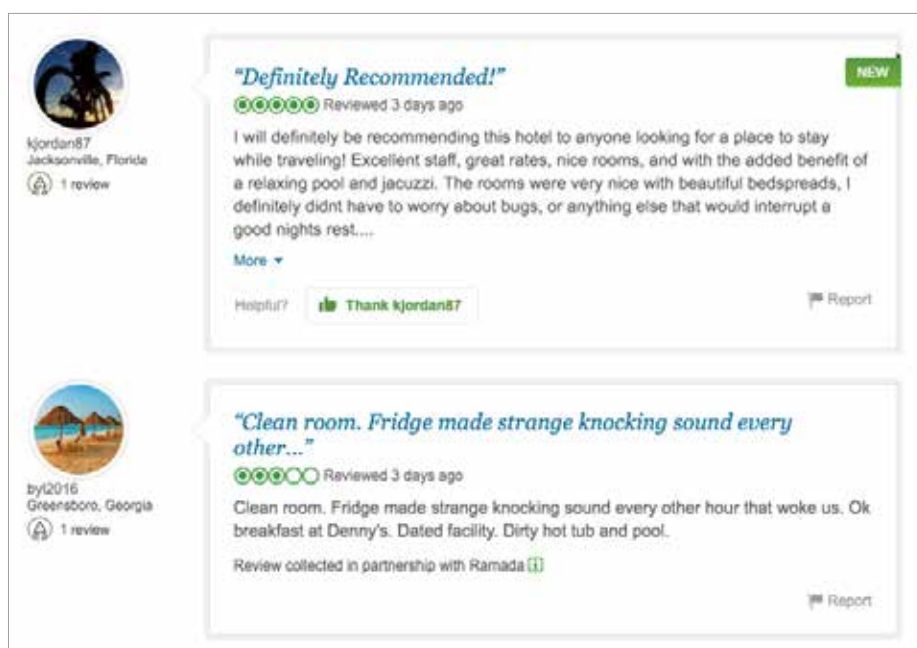 "Definitely Recommended!"
NEW
Reviewed 3 days ago
I will definitely be recommending this hotel to anyone looking for a place to stay
while traveling! Excellent staff, great rates, nice rooms, and with the added benefit of
a relaxing pool and jacuzzi. The rooms were very nice with beautiful bedspreads, I
definitely didnt have to worry about bugs, or anything else that would interrupt a
good nights rest....
More
Helpful?
Thank kjordan87
Report
kjordan87
Jacksonville, Florida
1 review
"Clean room. Fridge made strange knocking sound every
other..."
Reviewed 3 days ago
Clean room. Fridge made strange knocking sound every other hour that woke us. Ok
breakfast at Denny's. Dated facility. Dirty hot tub and pool.
Review collected in partnership with Ramada
Report
byl2016
Greensboro, Georgia
1 review